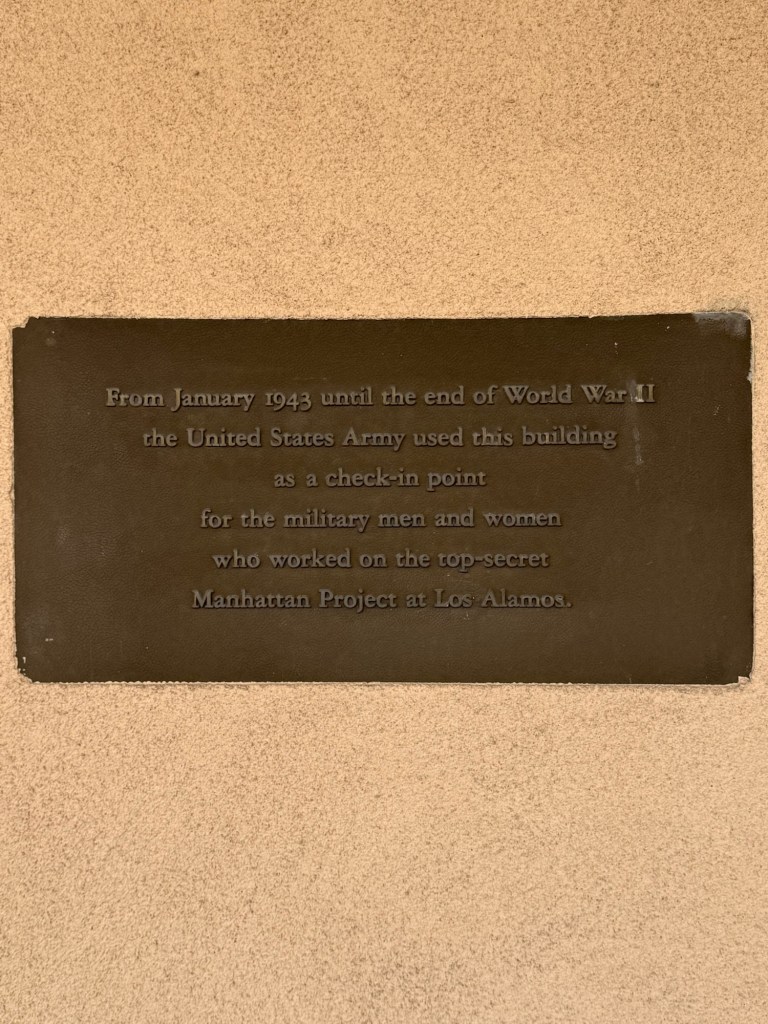 From January 1943 until the end of World War II
the United States Army used this building
as a check-in point
for the military men and women
who worked on the top-secret
Manhattan Project at Los Alamos.